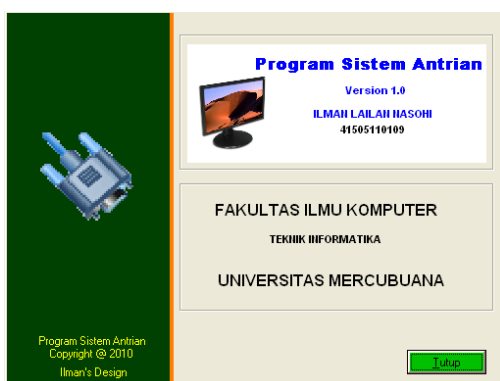 Program Sistem Antrian
Version 1.0
ILMAN LAILAN NASOHI
41505110109
FAKULTAS ILMU KOMPUTER
TEKNIK INFORMATIKA
UNIVERSITAS MERCUBUANA
Program Sistem Antrian
Copyright @ 2010
Ilman's Design
Tutup